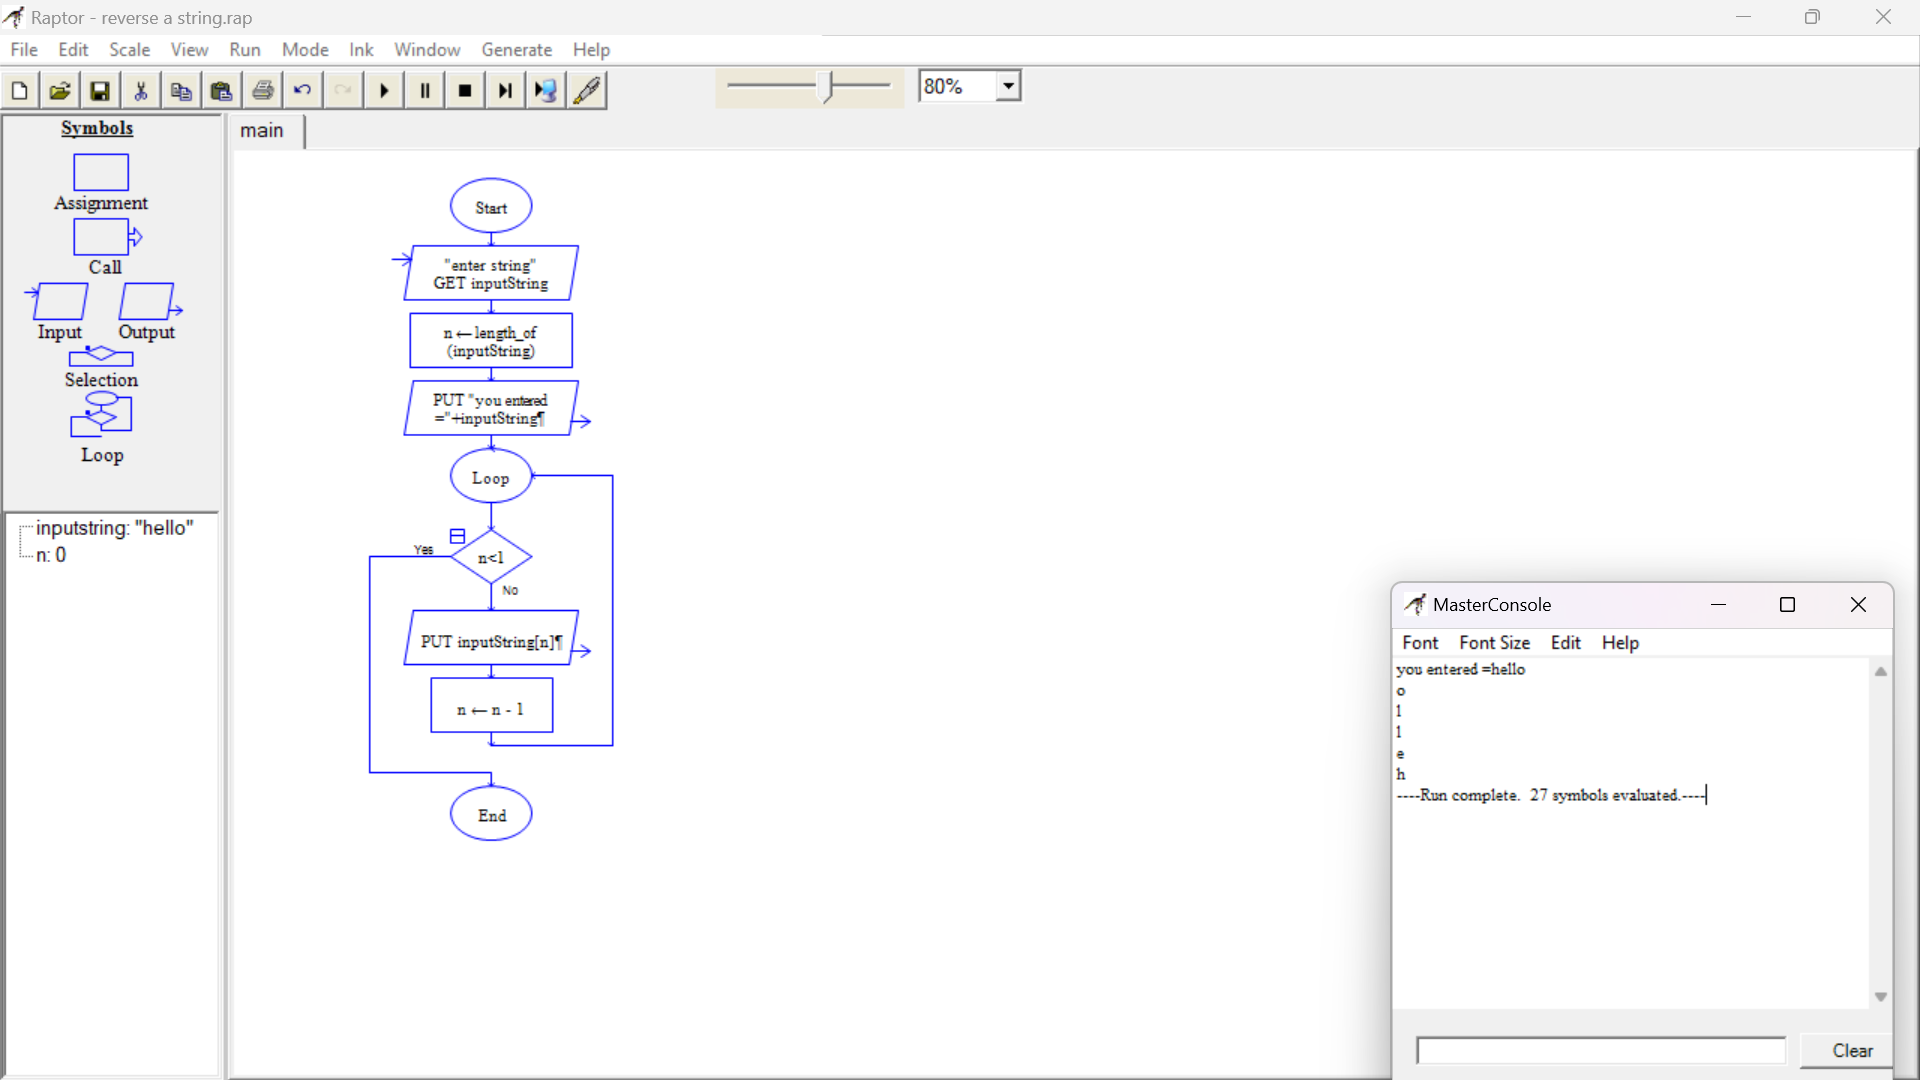 Raptor - reverse a string.rap
File Edit Scale View Run Mode Ink Window Generate Help
80%
Symbols
Assignment
Call
Input Output
Selection
Loop
inputstring: "hello"
n: 0
main
Start
"enter string"
GET inputString
n ← length_of
(inputString)
PUT "you entered
="+inputString¶
Loop
Yes
n<1
No
PUT inputString[n]¶
n ← n - 1
End
MasterConsole
Font Font Size Edit Help
you entered =hello
o
l
l
e
h
----Run complete.  27 symbols evaluated.----
Clear